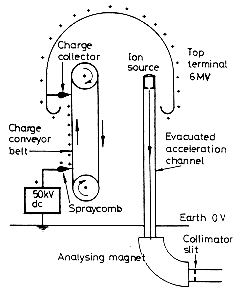 Charge
collector
Ion
source
Top
terminal
6MV
Charge
conveyor
belt
Evacuated
acceleration
channel
50kV
dc
Spraycomb
Earth 0V
Collimator
slit
Analysing magnet